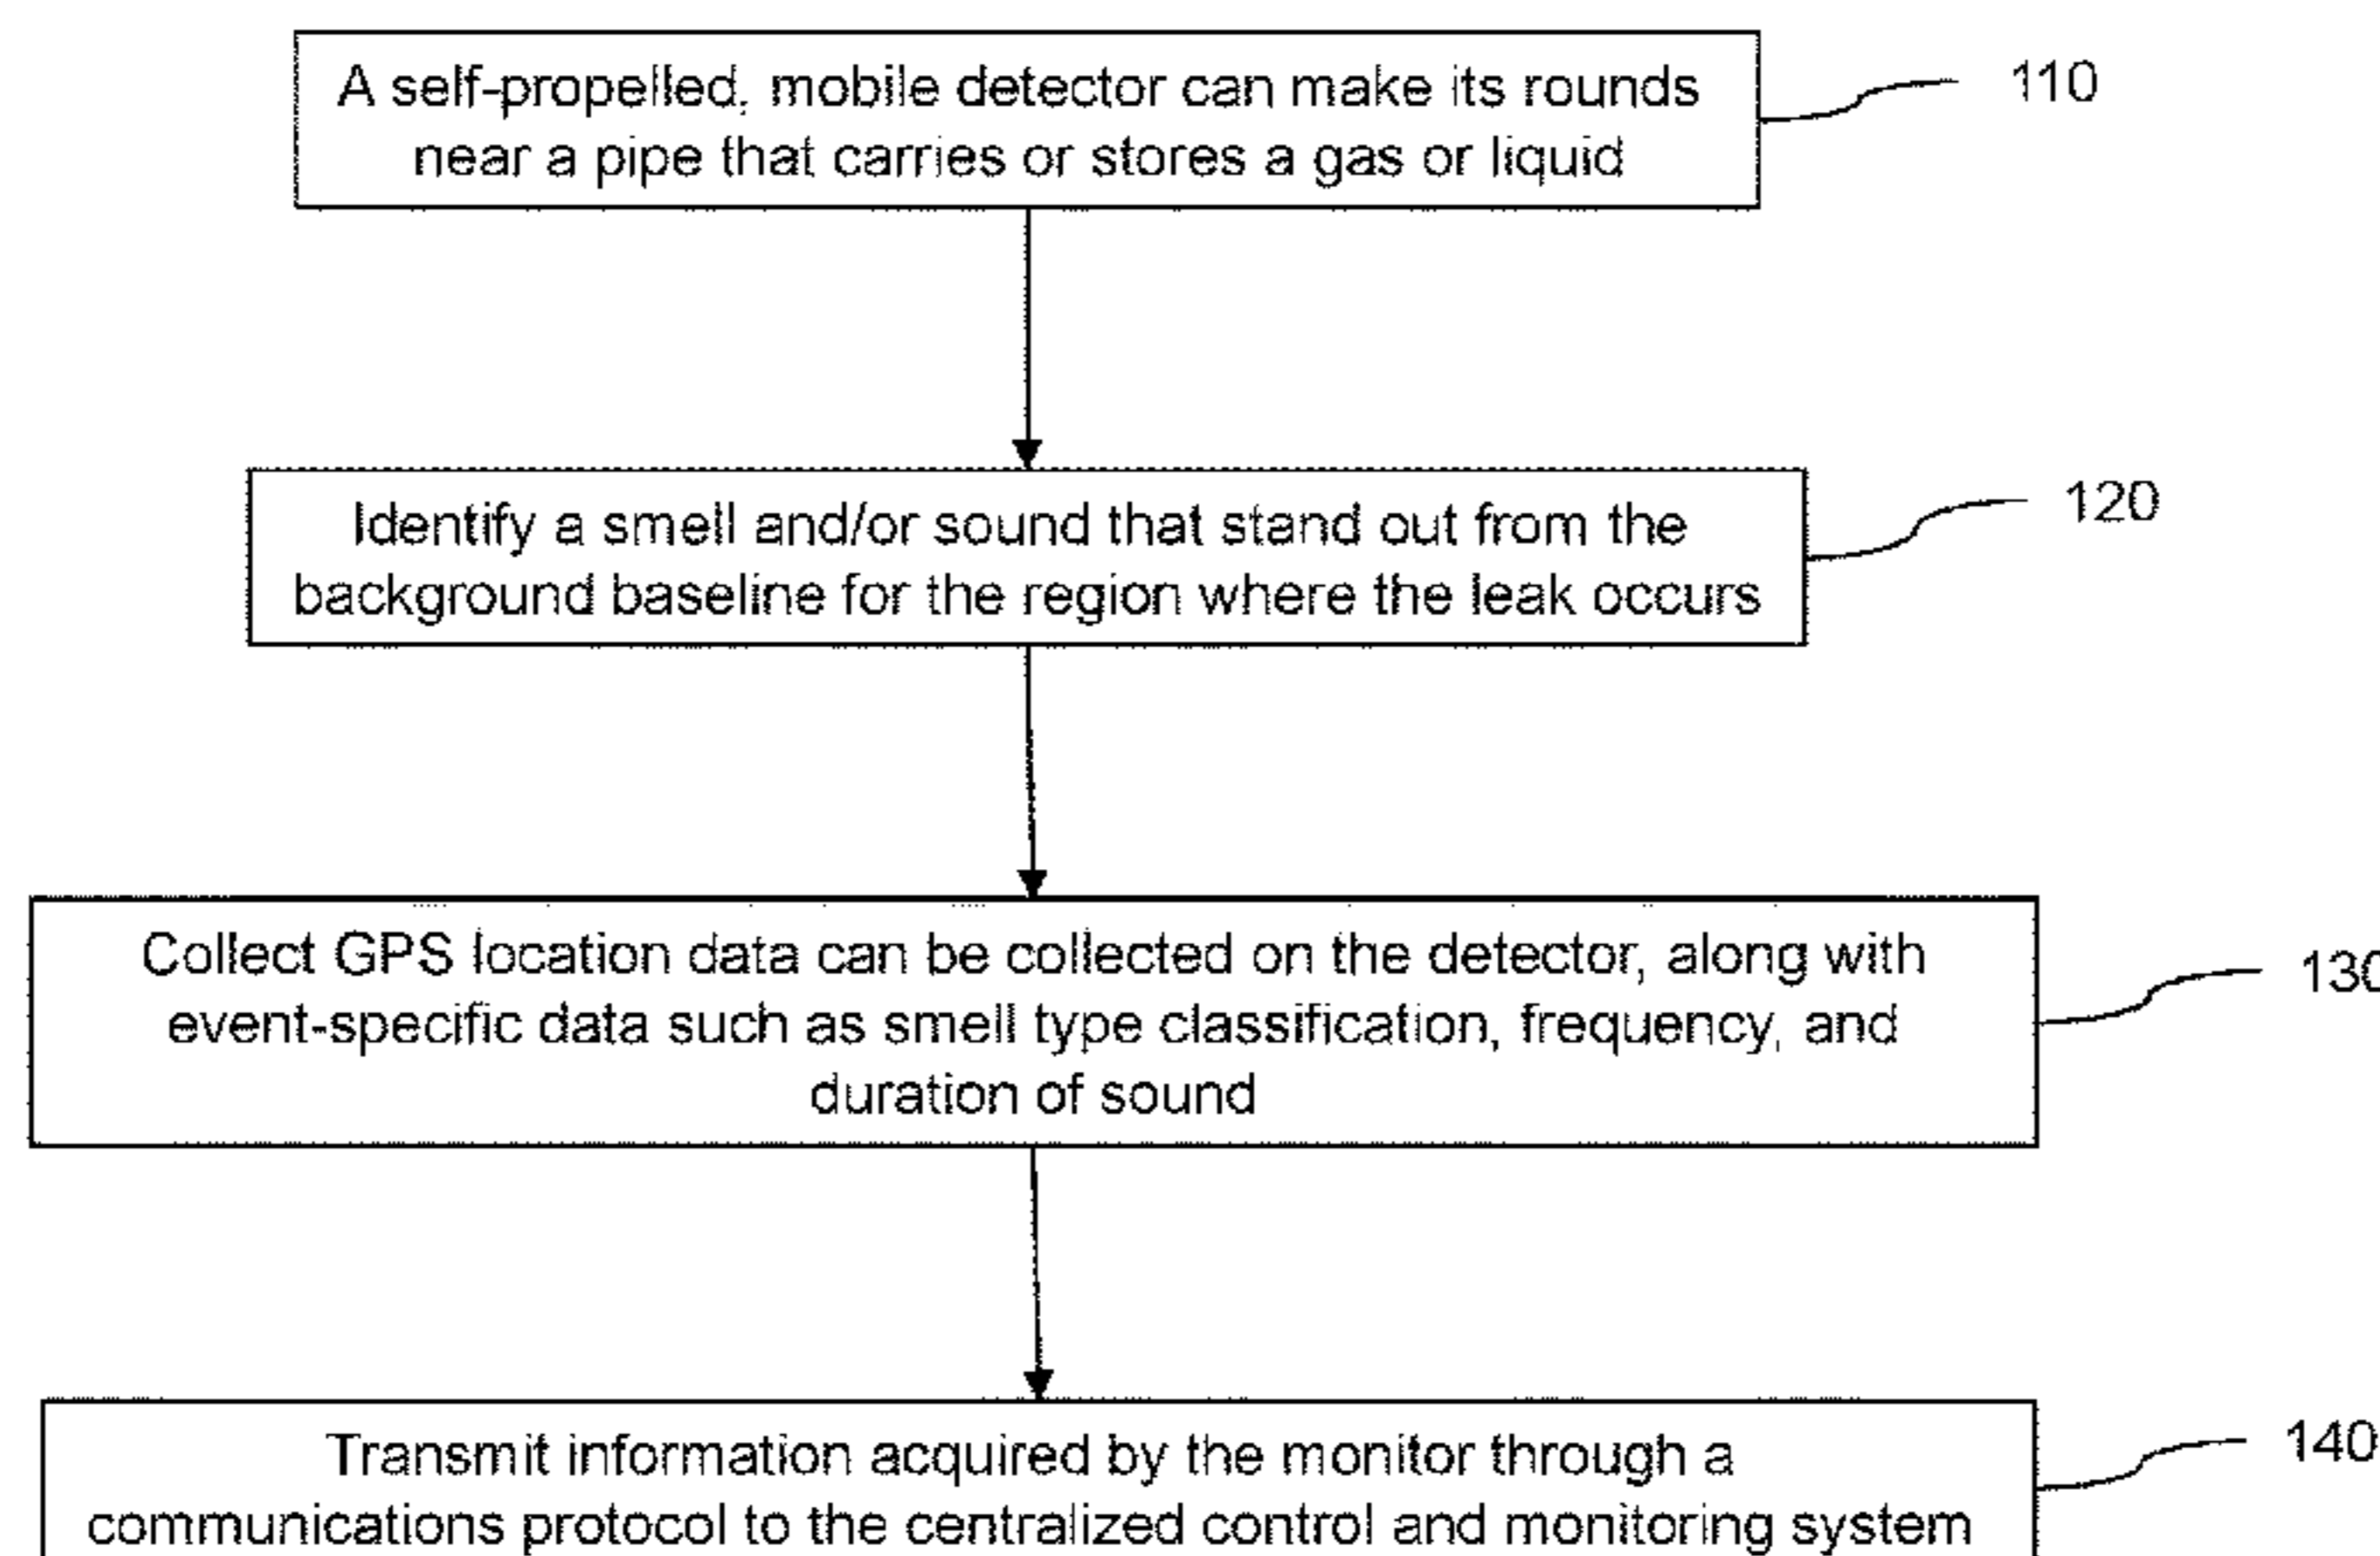 A self-propelled, mobile detector can make its rounds
near a pipe that carries or stores a gas or liquid
110
Identify a smell and/or sound that stand out from the
background baseline for the region where the leak occurs
120
Collect GPS location data can be collected on the detector, along with
event-specific data such as smell type classification, frequency, and
duration of sound
130
Transmit information acquired by the monitor through a
communications protocol to the centralized control and monitoring system
140